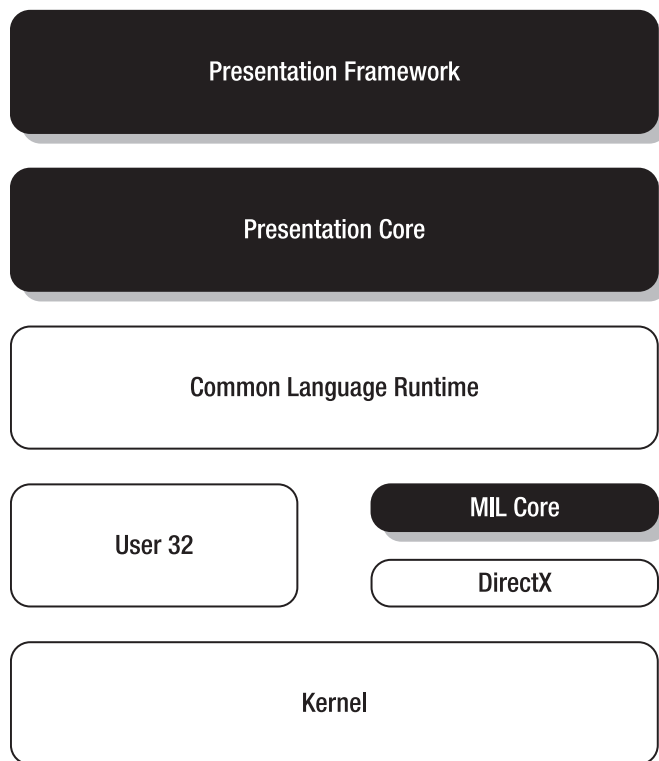 Presentation Framework
Presentation Core
Common Language Runtime
User 32
MIL Core
DirectX
Kernel